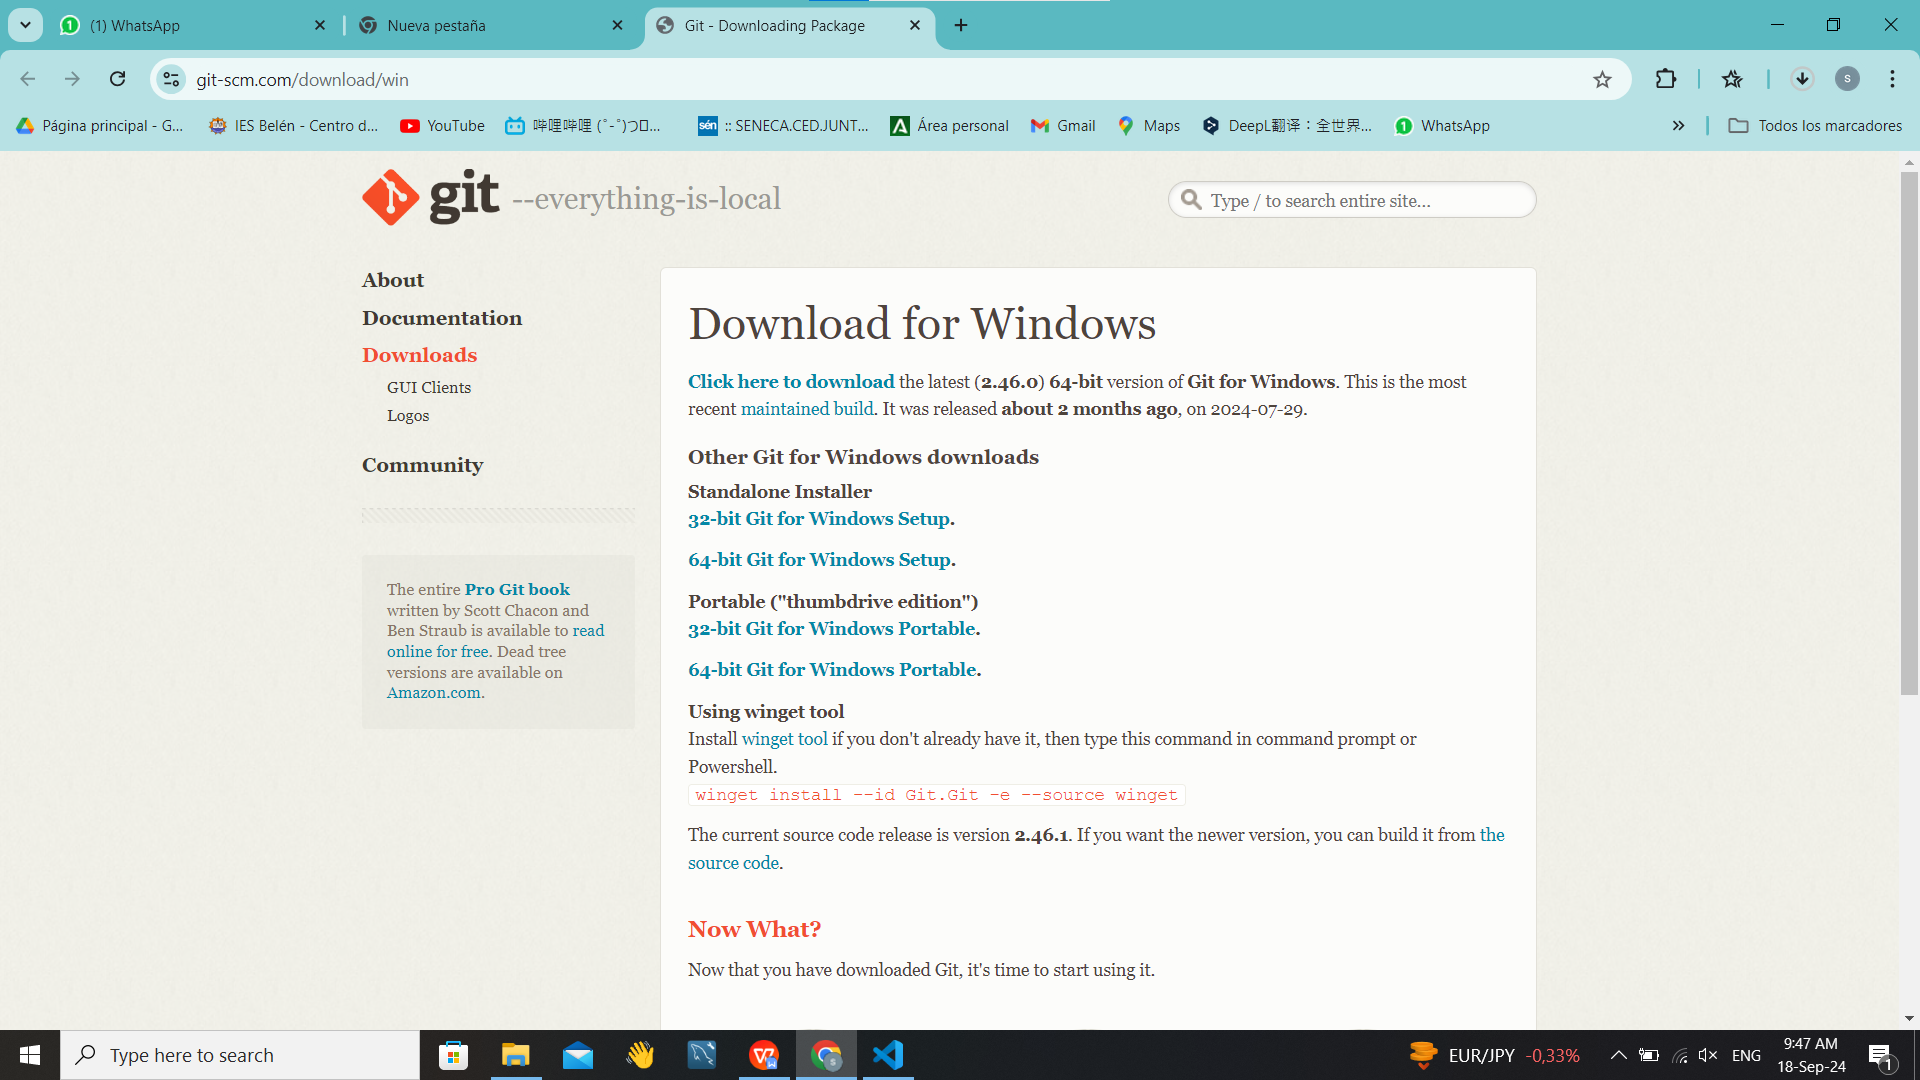 (1) WhatsApp
Nueva pestaña
Git - Downloading Package
git-scm.com/download/win
Página principal - G...
IES Belén - Centro d...
YouTube
:: SENECA.CED.JUNT...
Área personal
Gmail
Maps
DeepL翻译：全世界...
WhatsApp
Todos los marcadores
git --everything-is-local
Type / to search entire site...
About
Documentation
Downloads
GUI Clients
Logos
Community
The entire Pro Git book
written by Scott Chacon and
Ben Straub is available to read
online for free. Dead tree
versions are available on
Amazon.com.
Download for Windows
Click here to download the latest (2.46.0) 64-bit version of Git for Windows. This is the most
recent maintained build. It was released about 2 months ago, on 2024-07-29.
Other Git for Windows downloads
Standalone Installer
32-bit Git for Windows Setup.
64-bit Git for Windows Setup.
Portable ("thumbdrive edition")
32-bit Git for Windows Portable.
64-bit Git for Windows Portable.
Using winget tool
Install winget tool if you don't already have it, then type this command in command prompt or
Powershell.
winget install --id Git.Git -e --source winget
The current source code release is version 2.46.1. If you want the newer version, you can build it from the
source code.
Now What?
Now that you have downloaded Git, it's time to start using it.
Type here to search
EUR/JPY -0,33%
ENG
9:47 AM
18-Sep-24
1